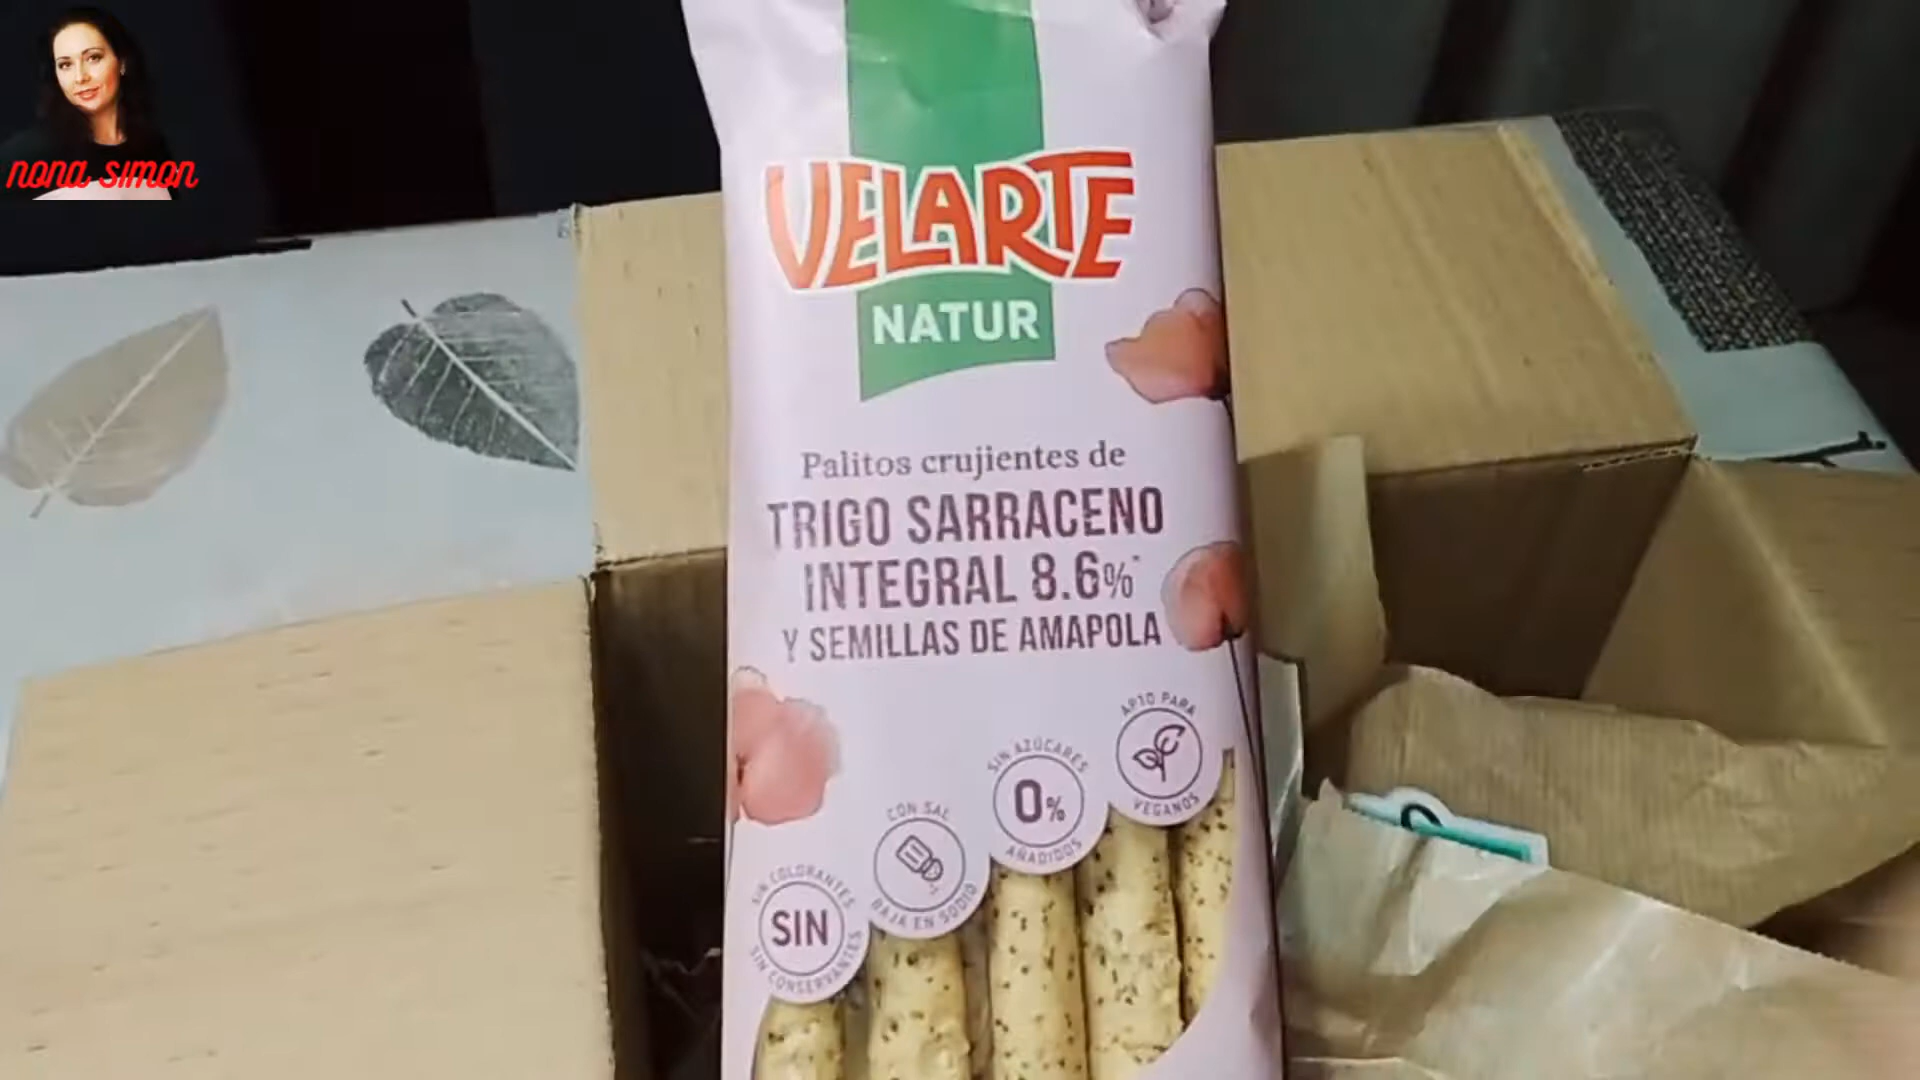 nona simon
VELARTE
NATUR
Palitos crujientes de
TRIGO SARRACENO
INTEGRAL 8.6%*
Y SEMILLAS DE AMAPOLA
APTO PARA
VEGANOS
SIN AZÚCARES
0%
AÑADIDOS
CON SAL
BAJA EN SODIO
SIN COLORANTES
SIN
SIN CONSERVANTES